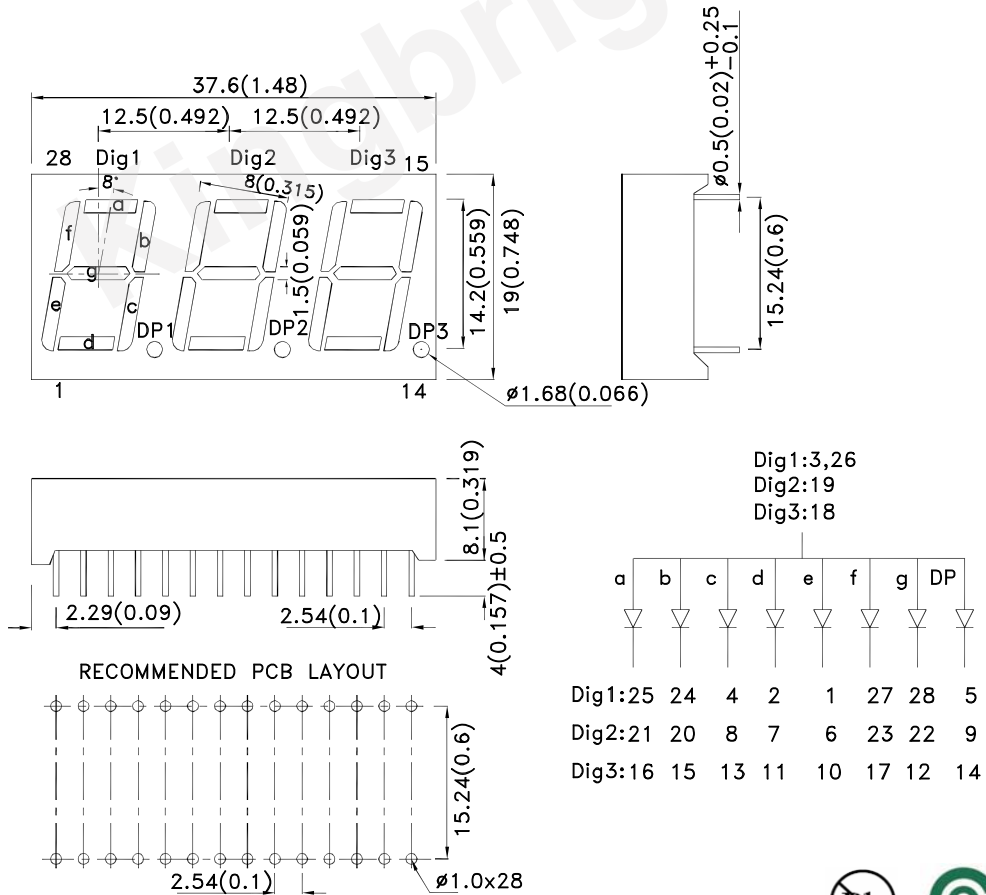 Kingbrig
37.6(1.48)
12.5(0.492) 12.5(0.492)
28 Dig1 Dig2 Dig3 15
8°
8(0.315)
a
f
b
g
e
c
d
1.5(0.059)
14.2(0.559)
19(0.748)
DP1 DP2 DP3
1 14
ø1.68(0.066)
ø0.5(0.02)+0.25
-0.1
15.24(0.6)
8.1(0.319)
4(0.157)±0.5
2.29(0.09) 2.54(0.1)
RECOMMENDED PCB LAYOUT
15.24(0.6)
2.54(0.1) ø1.0x28
Dig1:3,26
Dig2:19
Dig3:18
a b c d e f g DP
Dig1:25 24 4 2 1 27 28 5
Dig2:21 20 8 7 6 23 22 9
Dig3:16 15 13 11 10 17 12 14